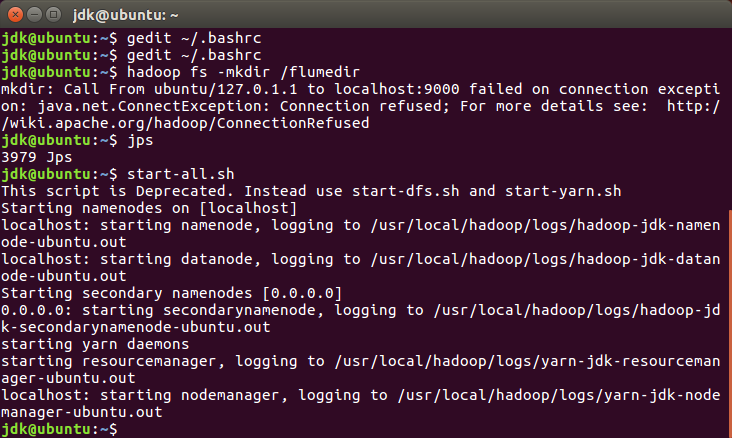 jdk@ubuntu: ~
jdk@ubuntu:~$ gedit ~/.bashrc
jdk@ubuntu:~$ gedit ~/.bashrc
jdk@ubuntu:~$ hadoop fs -mkdir /flumedir
mkdir: Call From ubuntu/127.0.1.1 to localhost:9000 failed on connection excepti
on: java.net.ConnectException: Connection refused; For more details see:  http:/
/wiki.apache.org/hadoop/ConnectionRefused
jdk@ubuntu:~$ jps
3979 Jps
jdk@ubuntu:~$ start-all.sh
This script is Deprecated. Instead use start-dfs.sh and start-yarn.sh
Starting namenodes on [localhost]
localhost: starting namenode, logging to /usr/local/hadoop/logs/hadoop-jdk-namen
ode-ubuntu.out
localhost: starting datanode, logging to /usr/local/hadoop/logs/hadoop-jdk-datan
ode-ubuntu.out
Starting secondary namenodes [0.0.0.0]
0.0.0.0: starting secondarynamenode, logging to /usr/local/hadoop/logs/hadoop-jd
k-secondarynamenode-ubuntu.out
starting yarn daemons
starting resourcemanager, logging to /usr/local/hadoop/logs/yarn-jdk-resourceman
ager-ubuntu.out
localhost: starting nodemanager, logging to /usr/local/hadoop/logs/yarn-jdk-node
manager-ubuntu.out
jdk@ubuntu:~$